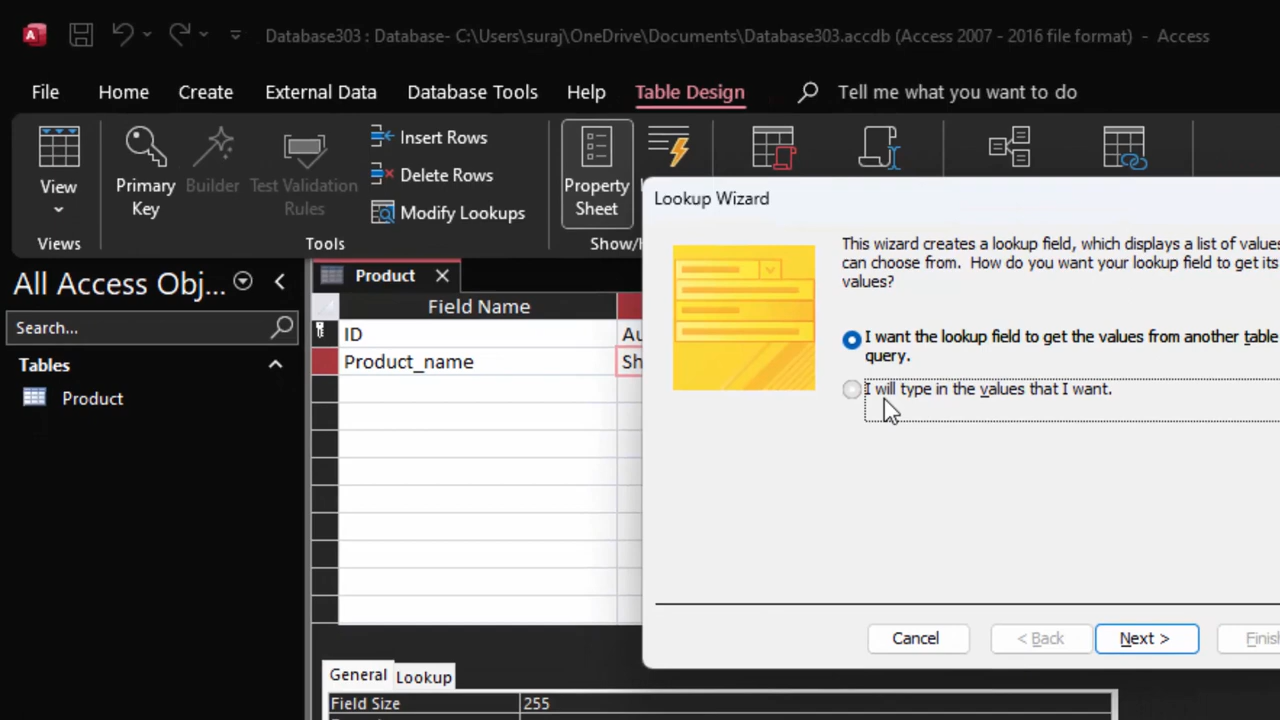 Database303 : Database- C:\Users\suraj\OneDrive\Documents\Database303.accdb (Access 2007 - 2016 file format) - Access
File Home Create External Data Database Tools Help Table Design Tell me what you want to do
View
Views
Primary Key
Builder
Test Validation Rules
Insert Rows
Delete Rows
Modify Lookups
Tools
Property Sheet
Show/
All Access Obj...
Search...
Tables
Product
Product
Field Name
ID
Au
Product_name
Sh
Lookup Wizard
This wizard creates a lookup field, which displays a list of values
can choose from. How do you want your lookup field to get its
values?
I want the lookup field to get the values from another table
query.
I will type in the values that I want.
Cancel < Back Next > Finis
General Lookup
Field Size 255